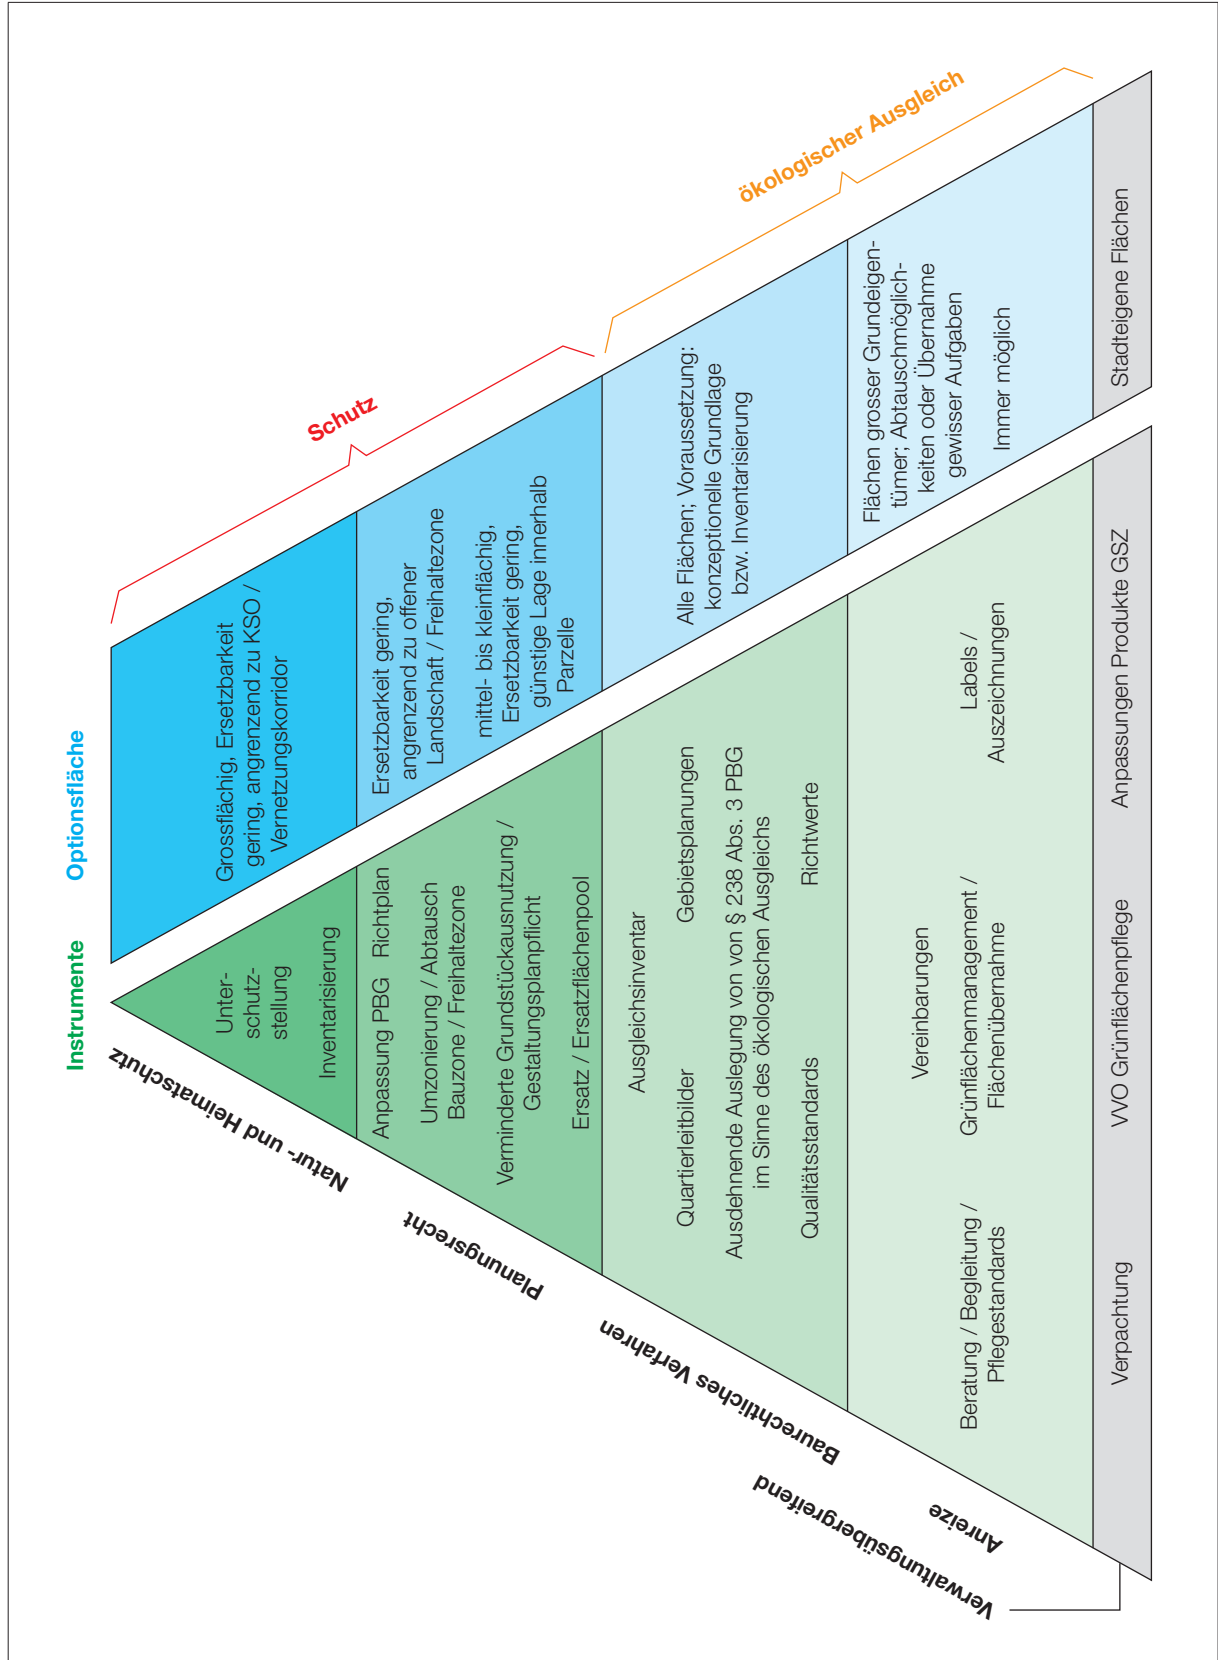 Instrumente
Optionsfläche
Schutz
ökologischer Ausgleich
Natur- und Heimatschutz
Unter-
schutz-
stellung
Inventarisierung
Grossflächig, Ersetzbarkeit
gering, angrenzend zu KSO /
Vernetzungskorridor
Planungsrecht
Anpassung PBG
Richtplan
Umzonierung / Abtausch
Bauzone / Freihaltezone
Verminderte Grundstückausnutzung /
Gestaltungsplanpflicht
Ersatz / Ersatzflächenpool
Ersetzbarkeit gering,
angrenzend zu offener
Landschaft / Freihaltezone
mittel- bis kleinflächig,
Ersetzbarkeit gering,
günstige Lage innerhalb
Parzelle
Baurechtliches Verfahren
Ausgleichsinventar
Quartierleitbilder
Gebietsplanungen
Ausdehnende Auslegung von von § 238 Abs. 3 PBG
im Sinne des ökologischen Ausgleichs
Qualitätsstandards
Richtwerte
Alle Flächen; Voraussetzung:
konzeptionelle Grundlage
bzw. Inventarisierung
Anreize
Vereinbarungen
Beratung / Begleitung /
Pflegestandards
Grünflächenmanagement /
Flächenübernahme
Labels /
Auszeichnungen
Flächen grosser Grundeigen-
tümer; Abtauschmöglich-
keiten oder Übernahme
gewisser Aufgaben
Immer möglich
Verwaltungsübergreifend
Verpachtung
VVO Grünflächenpflege
Anpassungen Produkte GSZ
Stadteigene Flächen